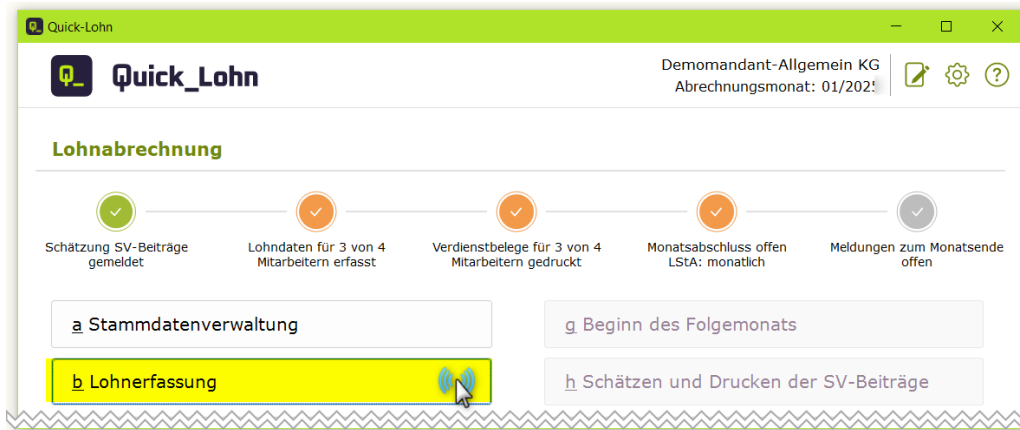 Quick-Lohn
Q_ Quick_Lohn
Demomandant-Allgemein KG
Abrechnungsmonat: 01/2025
Lohnabrechnung
Schätzung SV-Beiträge
gemeldet
Lohndaten für 3 von 4
Mitarbeitern erfasst
Verdienstbelege für 3 von 4
Mitarbeitern gedruckt
Monatsabschluss offen
LStA: monatlich
Meldungen zum Monatsende
offen
a Stammdatenverwaltung
g Beginn des Folgemonats
b Lohnerfassung
h Schätzen und Drucken der SV-Beiträge